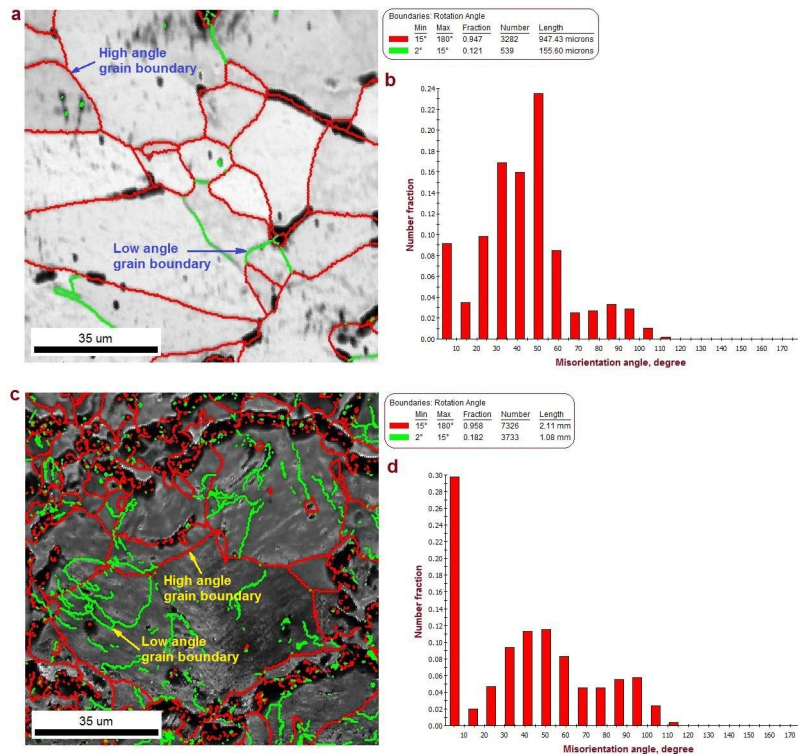 a
High angle
grain boundary
Low angle
grain boundary
35 um
Boundaries: Rotation Angle
Min Max Fraction Number Length
15° 180° 0.947 3282 947.43 microns
2° 15° 0.121 539 155.60 microns
b
Number fraction
0.24
0.22
0.20
0.18
0.16
0.14
0.12
0.10
0.08
0.06
0.04
0.02
0.00
10 20 30 40 50 60 70 80 90 100 110 120 130 140 150 160 170
Misorientation angle, degree
c
High angle
grain boundary
Low angle
grain boundary
35 um
Boundaries: Rotation Angle
Min Max Fraction Number Length
15° 180° 0.958 7326 2.11 mm
2° 15° 0.182 3733 1.08 mm
d
Number fraction
0.30
0.28
0.26
0.24
0.22
0.20
0.18
0.16
0.14
0.12
0.10
0.08
0.06
0.04
0.02
0.00
10 20 30 40 50 60 70 80 90 100 110 120 130 140 150 160 170
Misorientation angle, degree